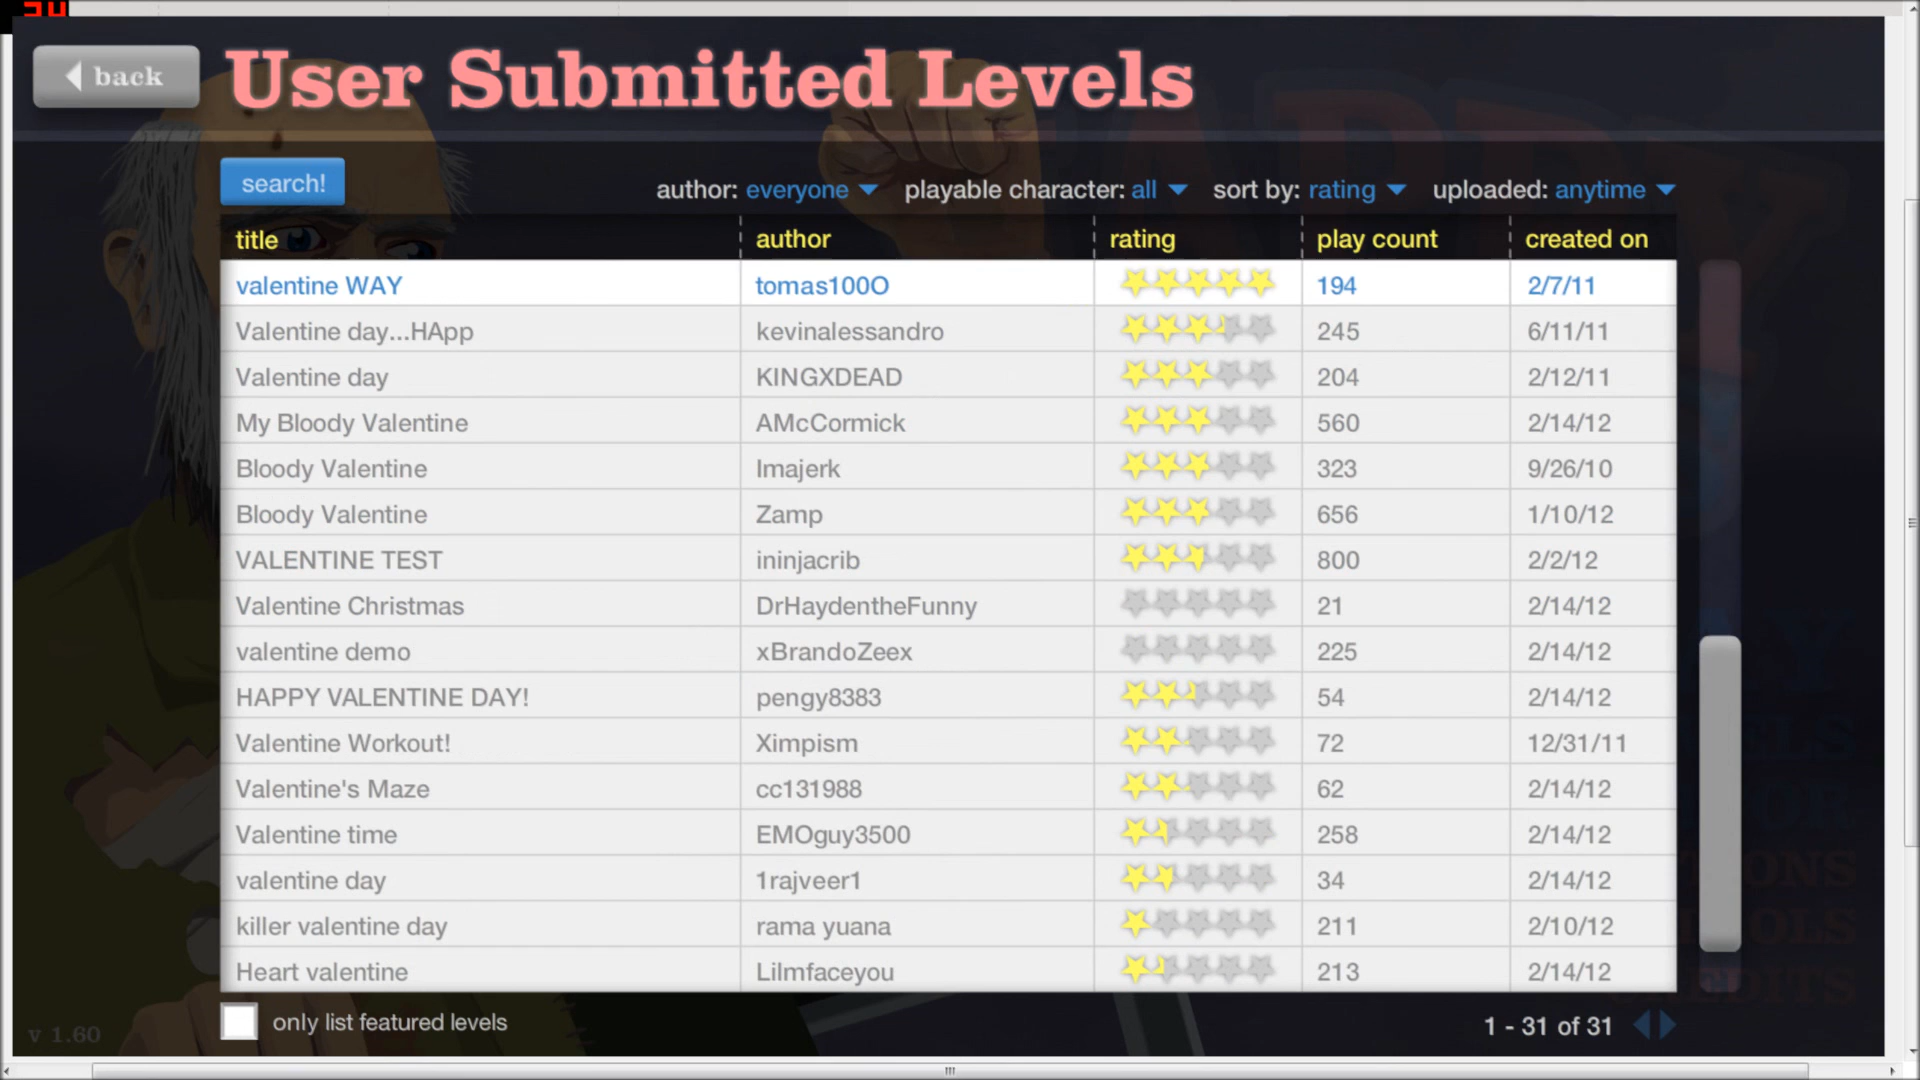 back
User Submitted Levels
search!
author: everyone playable character: all sort by: rating uploaded: anytime
title author rating play count created on
valentine WAY tomas100O 194 2/7/11
Valentine day...HApp kevinalessandro 245 6/11/11
Valentine day KINGXDEAD 204 2/12/11
My Bloody Valentine AMcCormick 560 2/14/12
Bloody Valentine Imajerk 323 9/26/10
Bloody Valentine Zamp 656 1/10/12
VALENTINE TEST ininjacrib 800 2/2/12
Valentine Christmas DrHaydentheFunny 21 2/14/12
valentine demo xBrandoZeex 225 2/14/12
HAPPY VALENTINE DAY! pengy8383 54 2/14/12
Valentine Workout! Ximpism 72 12/31/11
Valentine's Maze cc131988 62 2/14/12
Valentine time EMOguy3500 258 2/14/12
valentine day 1rajveer1 34 2/14/12
killer valentine day rama yuana 211 2/10/12
Heart valentine Lilmfaceyou 213 2/14/12
only list featured levels
1 - 31 of 31
v 1.60